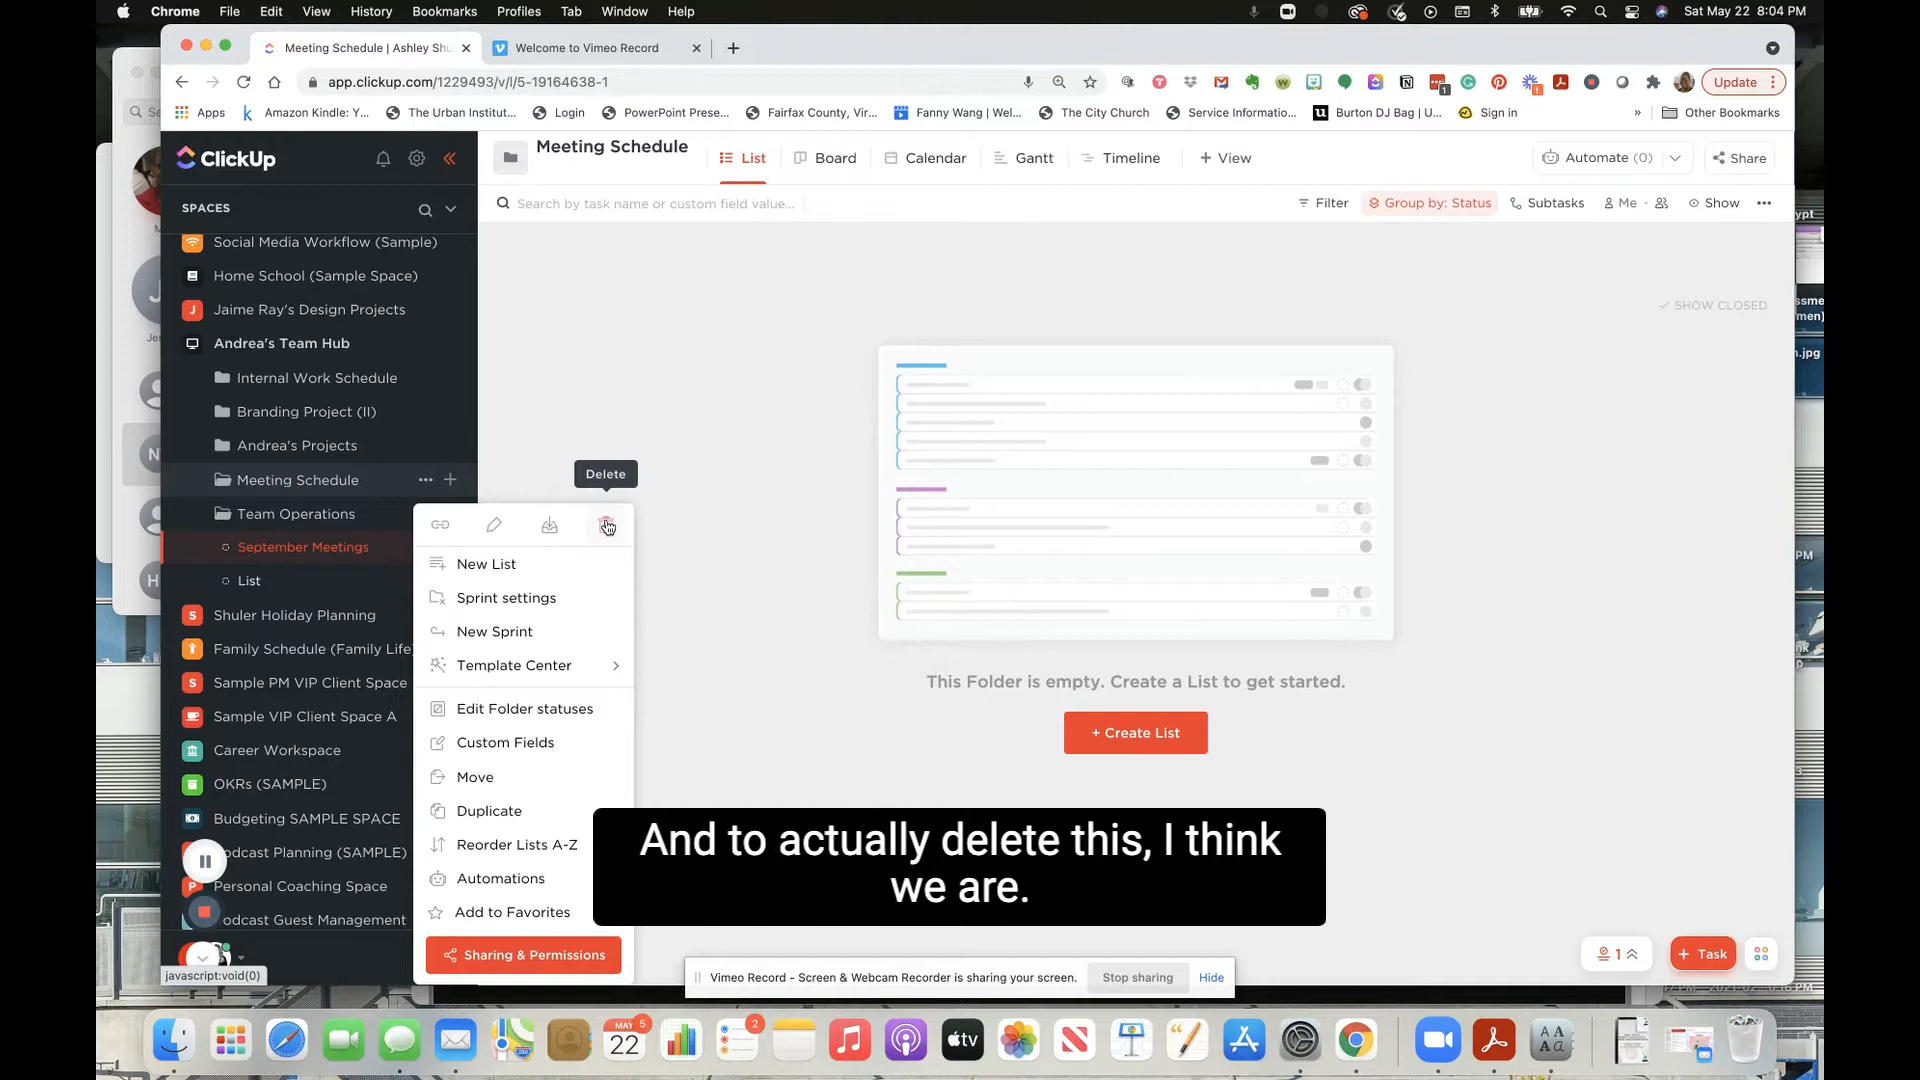 Chrome File Edit View History Bookmarks Profiles Tab Window Help
Sat May 22 8:04 PM
Meeting Schedule | Ashley Shu
Welcome to Vimeo Record
app.clickup.com/1229493/v/l/5-19164638-1
Update
Apps
Amazon Kindle: Y...
The Urban Institut...
Login
PowerPoint Prese...
Fairfax County, Vir...
Fanny Wang | Wel...
The City Church
Service Informatio...
Burton DJ Bag | U...
Sign in
»
Other Bookmarks
ClickUp
Meeting Schedule
List
Board
Calendar
Gantt
Timeline
+ View
Automate (0)
Share
SPACES
Search by task name or custom field value...
Filter
Group by: Status
Subtasks
Me
Show
Social Media Workflow (Sample)
Home School (Sample Space)
Jaime Ray's Design Projects
Andrea's Team Hub
Internal Work Schedule
Branding Project (II)
Andrea's Projects
Meeting Schedule
Team Operations
September Meetings
List
Shuler Holiday Planning
Family Schedule (Family Life)
Sample PM VIP Client Space
Sample VIP Client Space A
Career Workspace
OKRs (SAMPLE)
Budgeting SAMPLE SPACE
odcast Planning (SAMPLE)
Personal Coaching Space
odcast Guest Management
javascript:void(0)
SHOW CLOSED
Delete
New List
Sprint settings
New Sprint
Template Center
Edit Folder statuses
Custom Fields
Move
Duplicate
Reorder Lists A-Z
Automations
Add to Favorites
Sharing & Permissions
This Folder is empty. Create a List to get started.
+ Create List
And to actually delete this, I think
we are.
1
+ Task
Vimeo Record - Screen & Webcam Recorder is sharing your screen.
Stop sharing
Hide
MAY 5
22
2
tv